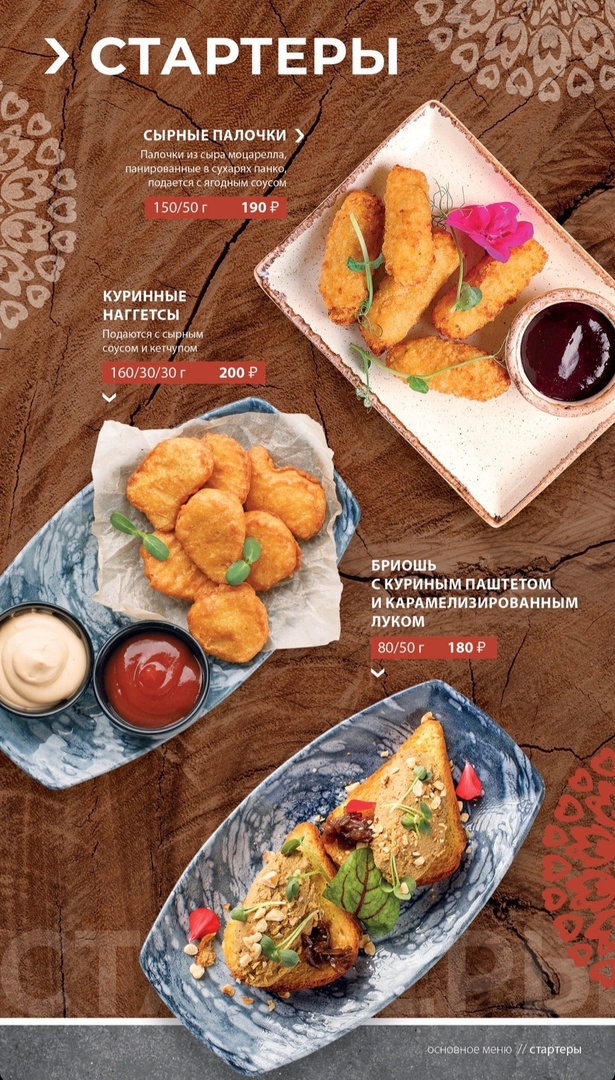 СТАРТЕРЫ
СЫРНЫЕ ПАЛОЧКИ
Палочки из сыра моцарелла,
панированные в сухарях панко,
подается с ягодным соусом
150/50 г 190 ₽
КУРИННЫЕ
НАГГЕТСЫ
Подаются с сырным
соусом и кетчупом
160/30/30 г 200 ₽
БРИОШЬ
С КУРИНЫМ ПАШТЕТОМ
И КАРАМЕЛИЗИРОВАННЫМ
ЛУКОМ
80/50 г 180 ₽
основное меню // стартеры